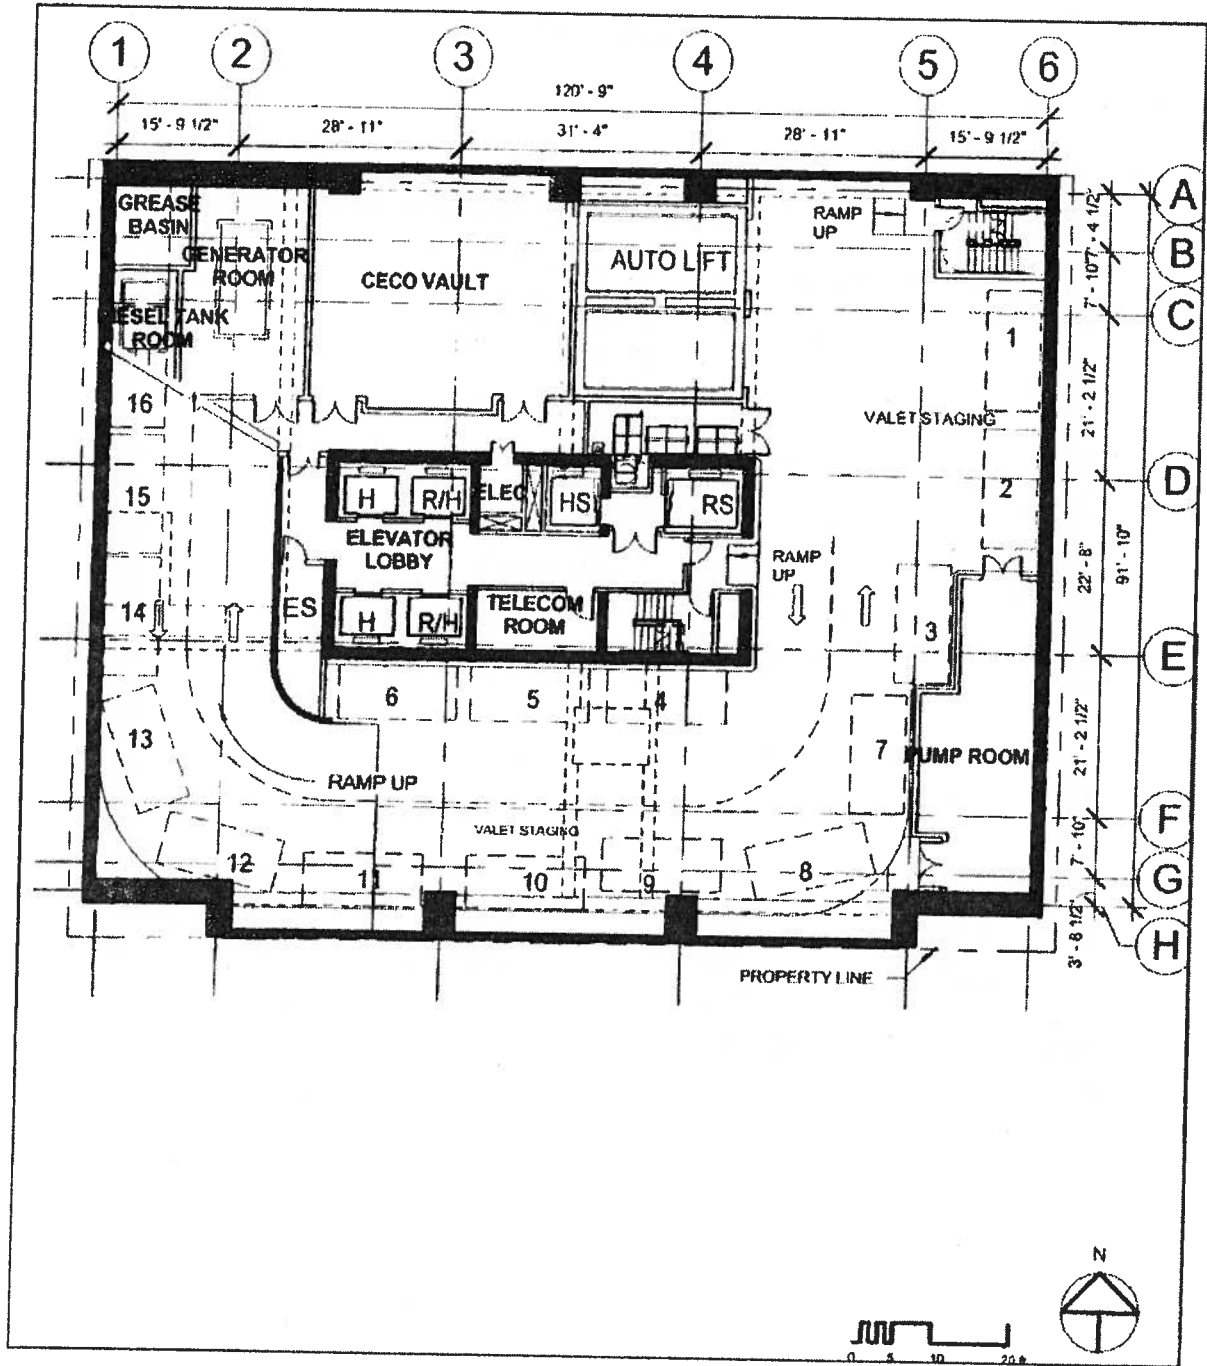 1 2 3 4 5 6
120' - 9"
15' - 9 1/2" 28' - 11" 31' - 4" 28' - 11" 15' - 9 1/2"
A
B
C
D
E
F
G
H
7' - 4 1/2"
7' - 10"
21' - 2 1/2"
22' - 8"
91' - 10"
21' - 2 1/2"
7' - 10"
3' - 8 1/2"
GREASE
BASIN
GENERATOR
ROOM
CECO VAULT
AUTO LIFT
RAMP
UP
IESEL TANK
ROOM
1
16
VALET STAGING
15
2
H R/H ELEC HS RS
ELEVATOR
LOBBY
RAMP
UP
14
ES
H R/H
TELECOM
ROOM
3
6 5 4
13
7
PUMP ROOM
RAMP UP
VALET STAGING
12 11 10 9 8
PROPERTY LINE
N
0 5 10 20 ft